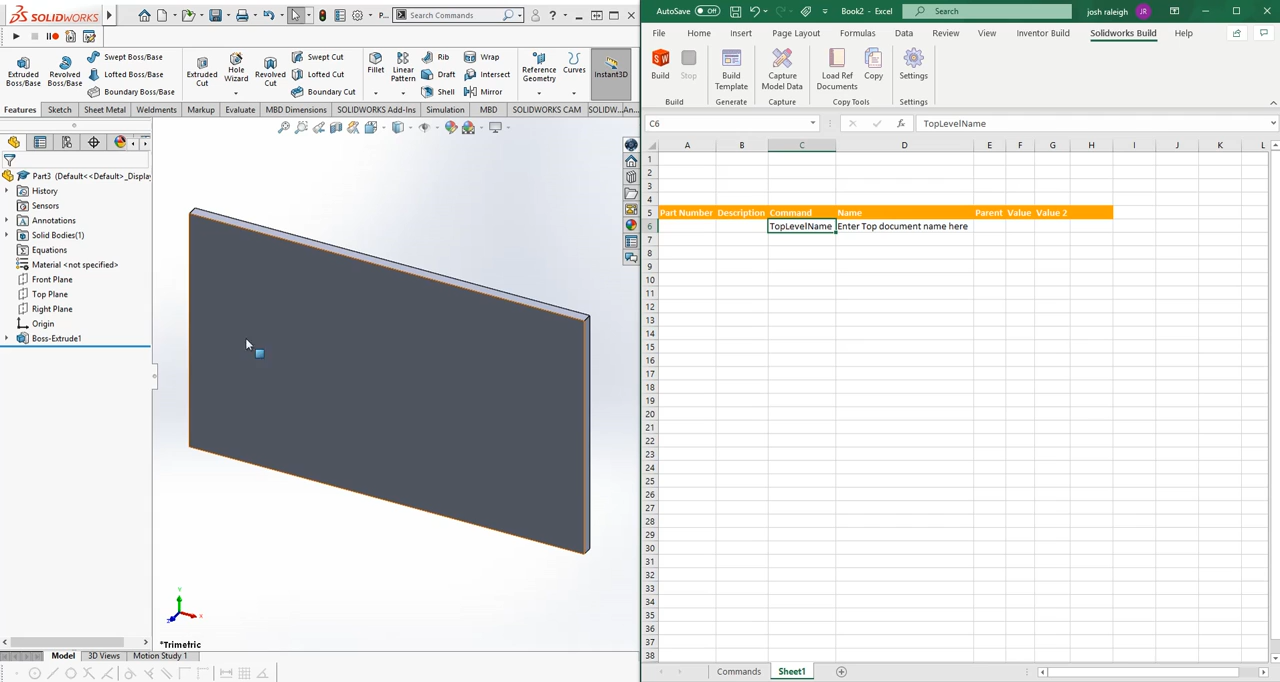 SOLIDWORKS
P...
Search Commands
?
Extruded Boss/Base
Revolved Boss/Base
Swept Boss/Base
Lofted Boss/Base
Boundary Boss/Base
Extruded Cut
Hole Wizard
Revolved Cut
Swept Cut
Lofted Cut
Boundary Cut
Fillet
Linear Pattern
Rib
Draft
Shell
Wrap
Intersect
Mirror
Reference Geometry
Curves
Instant3D
Features Sketch Sheet Metal Weldments Markup Evaluate MBD Dimensions SOLIDWORKS Add-Ins Simulation MBD SOLIDWORKS CAM SOLIDW...
Part3 (Default<<Default>_Display
History
Sensors
Annotations
Solid Bodies(1)
Equations
Material <not specified>
Front Plane
Top Plane
Right Plane
Origin
Boss-Extrude1
Y
X
Z
*Trimetric
Model 3D Views Motion Study 1
AutoSave Off Book2 - Excel Search josh raleigh JR
File Home Insert Page Layout Formulas Data Review View Inventor Build Solidworks Build Help
SW
Build
Stop
Build Template
Capture Model Data
Load Ref Documents
Copy
Settings
Build Generate Capture Copy Tools Settings
C6 fx TopLevelName
A B C D E F G H I J K L
1
2
3
4
5 Part Number Description Command Name Parent Value Value 2
6 TopLevelName Enter Top document name here
7
8
9
10
11
12
13
14
15
16
17
18
19
20
21
22
23
24
25
26
27
28
29
30
31
32
33
34
35
36
37
38
Commands Sheet1